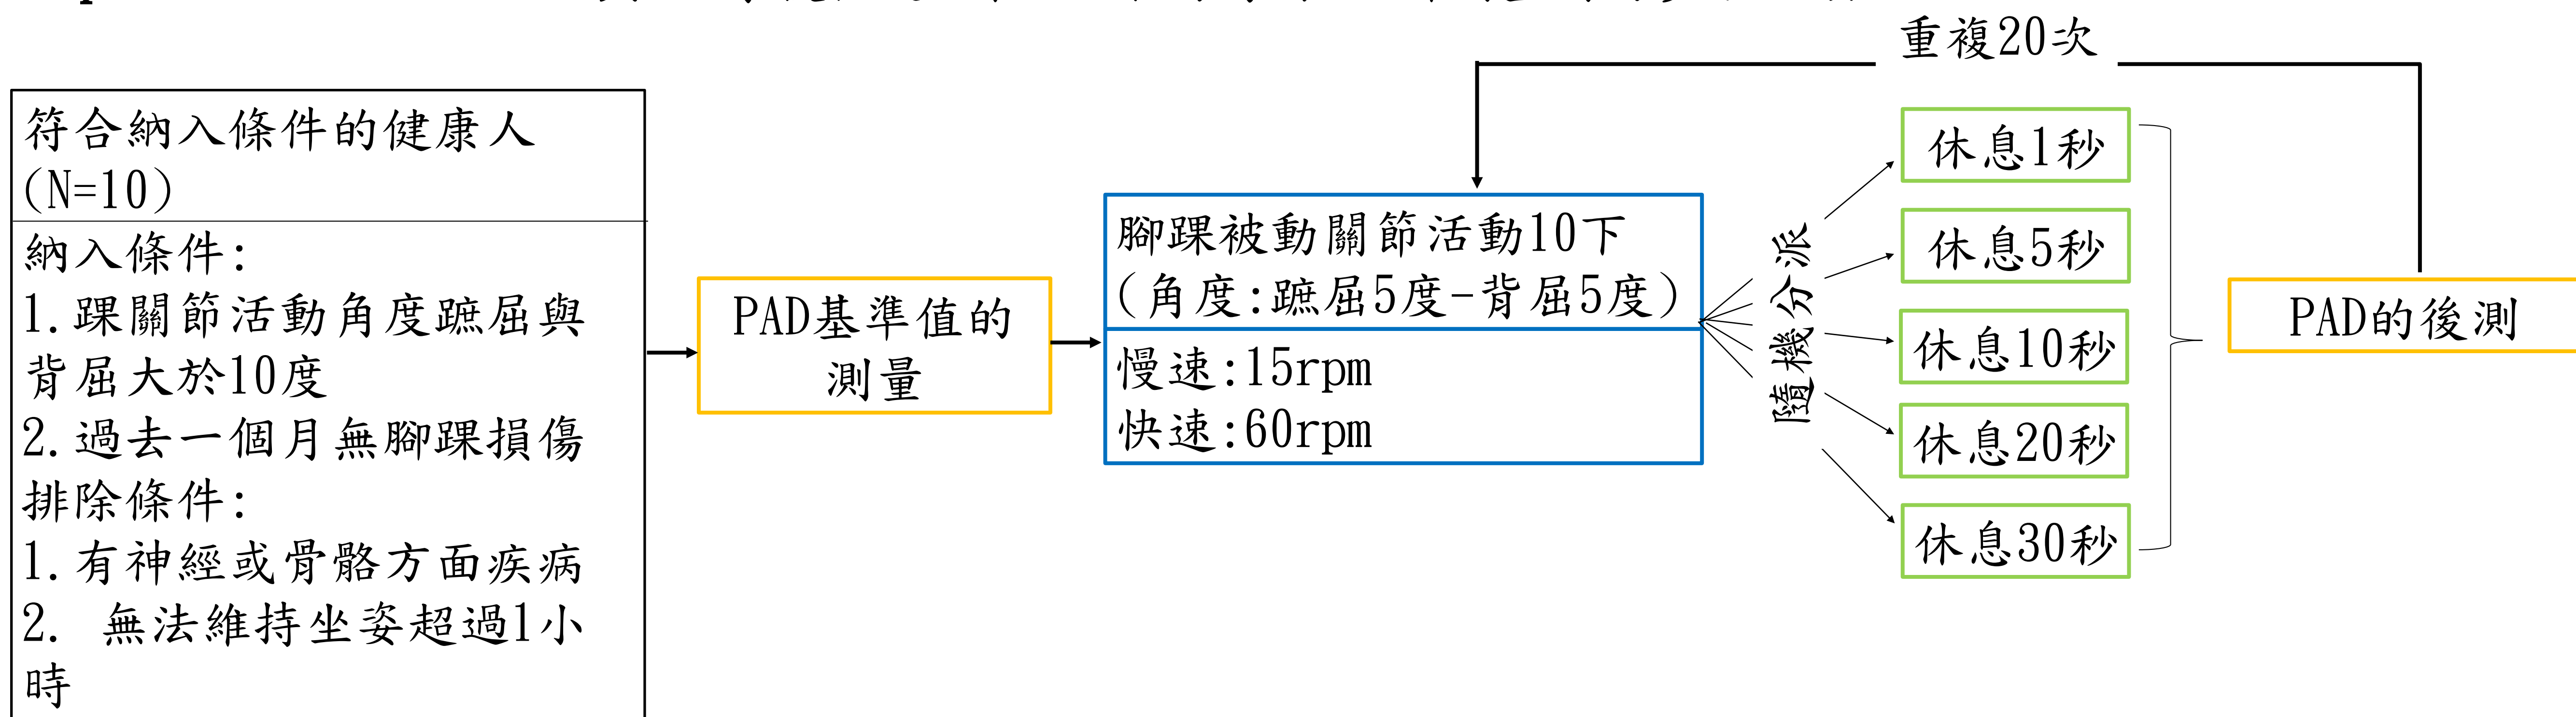 重複20次
符合納入條件的健康人
(N=10)
納入條件:
1.踝關節活動角度蹠屈與
背屈大於10度
2.過去一個月無腳踝損傷
排除條件:
1.有神經或骨骼方面疾病
2. 無法維持坐姿超過1小
時
PAD基準值的
測量
腳踝被動關節活動10下
(角度:蹠屈5度-背屈5度)
慢速:15rpm
快速:60rpm
隨機分派
休息1秒
休息5秒
休息10秒
休息20秒
休息30秒
PAD的後測